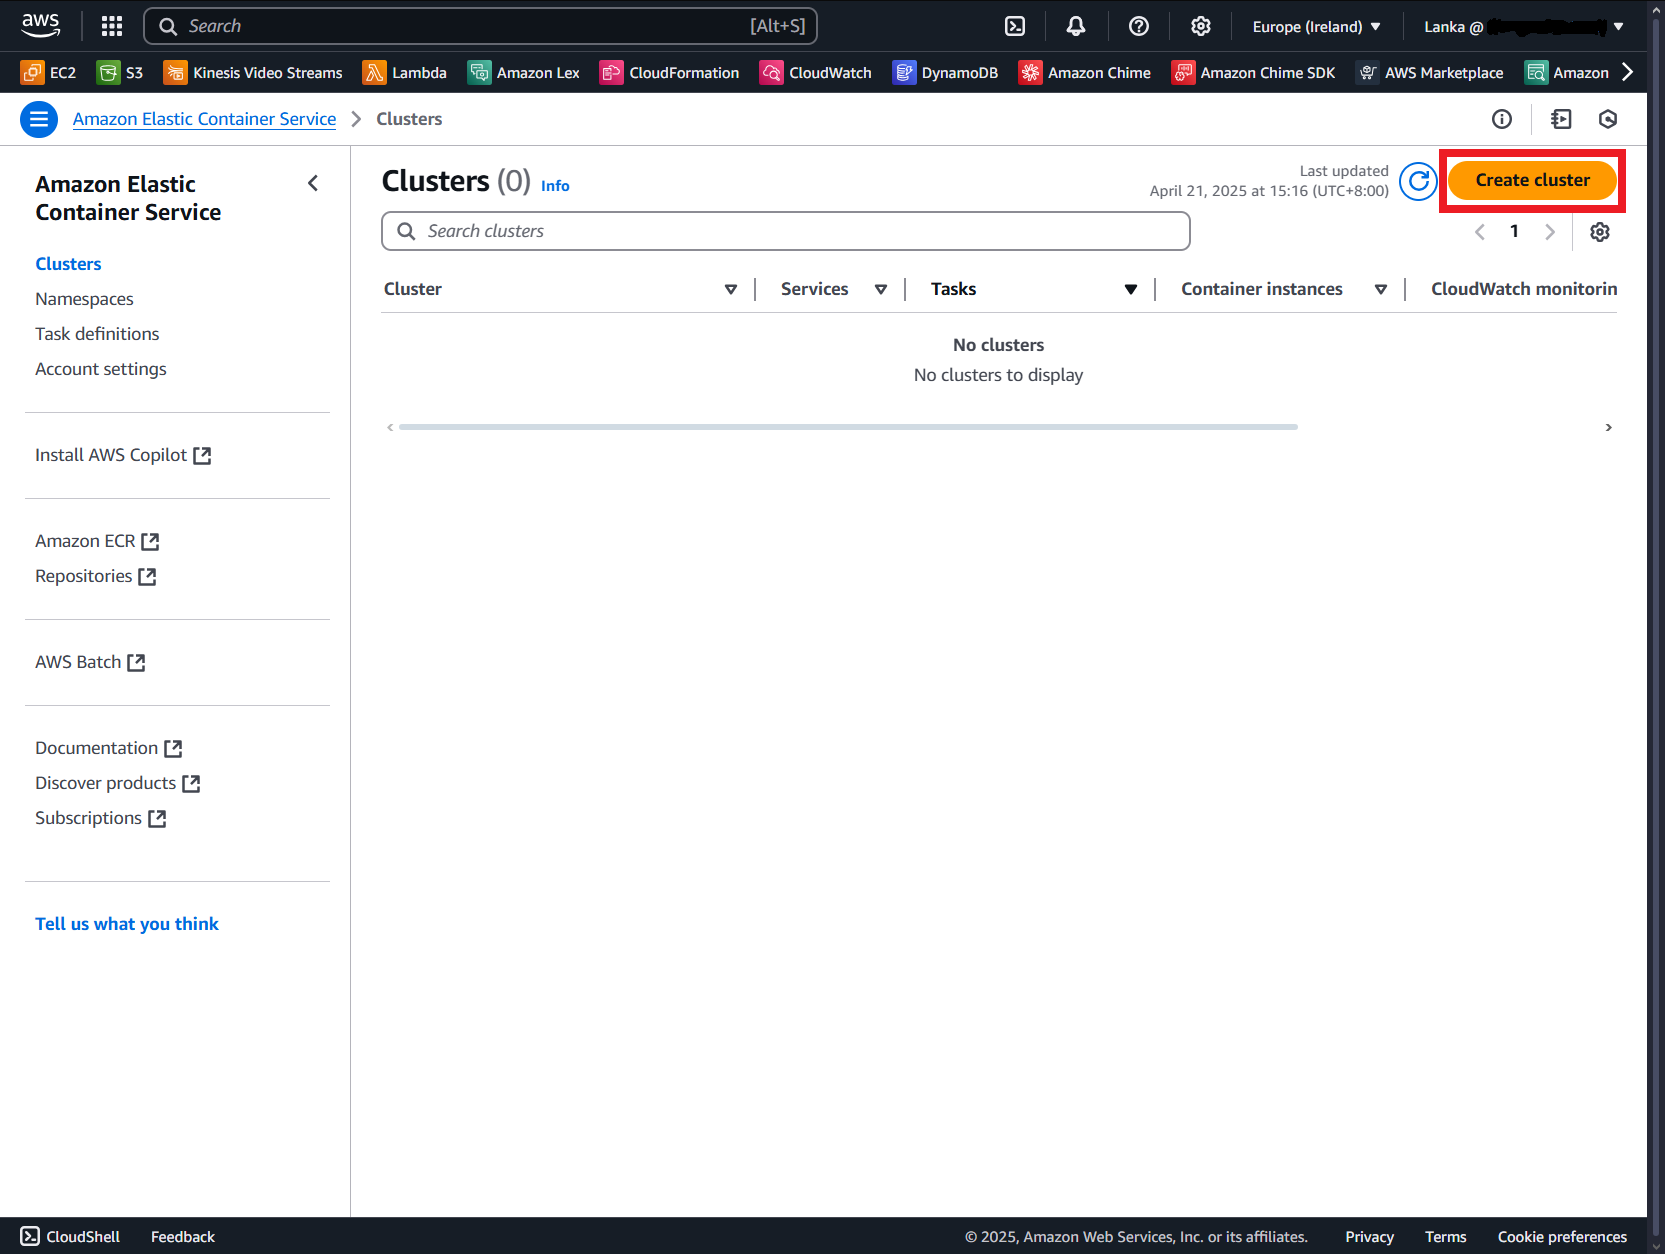 aws
Search [Alt+S]
Europe (Ireland)
Lanka @
EC2
S3
Kinesis Video Streams
Lambda
Amazon Lex
CloudFormation
CloudWatch
DynamoDB
Amazon Chime
Amazon Chime SDK
AWS Marketplace
Amazon
Amazon Elastic Container Service
Clusters
Amazon Elastic
Container Service
Clusters
Namespaces
Task definitions
Account settings
Install AWS Copilot
Amazon ECR
Repositories
AWS Batch
Documentation
Discover products
Subscriptions
Tell us what you think
Clusters (0) Info
Last updated
April 21, 2025 at 15:16 (UTC+8:00)
Create cluster
Search clusters
1
Cluster
Services
Tasks
Container instances
CloudWatch monitorin
No clusters
No clusters to display
CloudShell
Feedback
© 2025, Amazon Web Services, Inc. or its affiliates.
Privacy
Terms
Cookie preferences